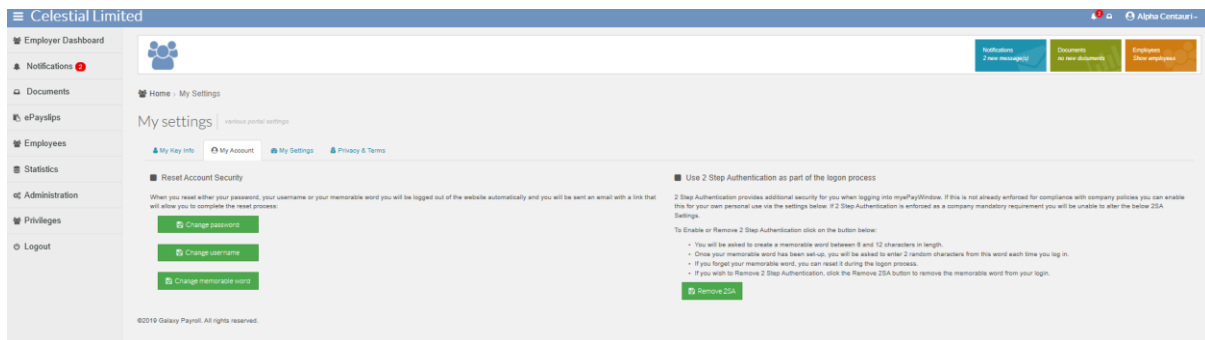 Celestial Limited
2
Alpha Centauri
Employer Dashboard
Notifications 2
Documents
ePayslips
Employees
Statistics
Administration
Privileges
Logout
Notifications
2 new message(s)
Documents
no new documents
Employees
Show employees
Home > My Settings
My settings | various portal settings
My Key Info
My Account
My Settings
Privacy & Terms
Reset Account Security
When you reset either your password, your username or your memorable word you will be logged out of the website automatically and you will be sent an email with a link that
will allow you to complete the reset process:
Change password
Change username
Change memorable word
Use 2 Step Authentication as part of the logon process
2 Step Authentication provides additional security for you when logging into myePayWindow. If this is not already enforced for compliance with company policies you can enable
this for your own personal use via the settings below. If 2 Step Authentication is enforced as a company mandatory requirement you will be unable to alter the below 2SA
Settings.
To Enable or Remove 2 Step Authentication click on the button below:
• You will be asked to create a memorable word between 6 and 12 characters in length.
• Once your memorable word has been set-up, you will be asked to enter 2 random characters from this word each time you log in.
• If you forget your memorable word, you can reset it during the logon process.
• If you wish to Remove 2 Step Authentication, click the Remove 2SA button to remove the memorable word from your login.
Remove 2SA
©2019 Galaxy Payroll. All rights reserved.